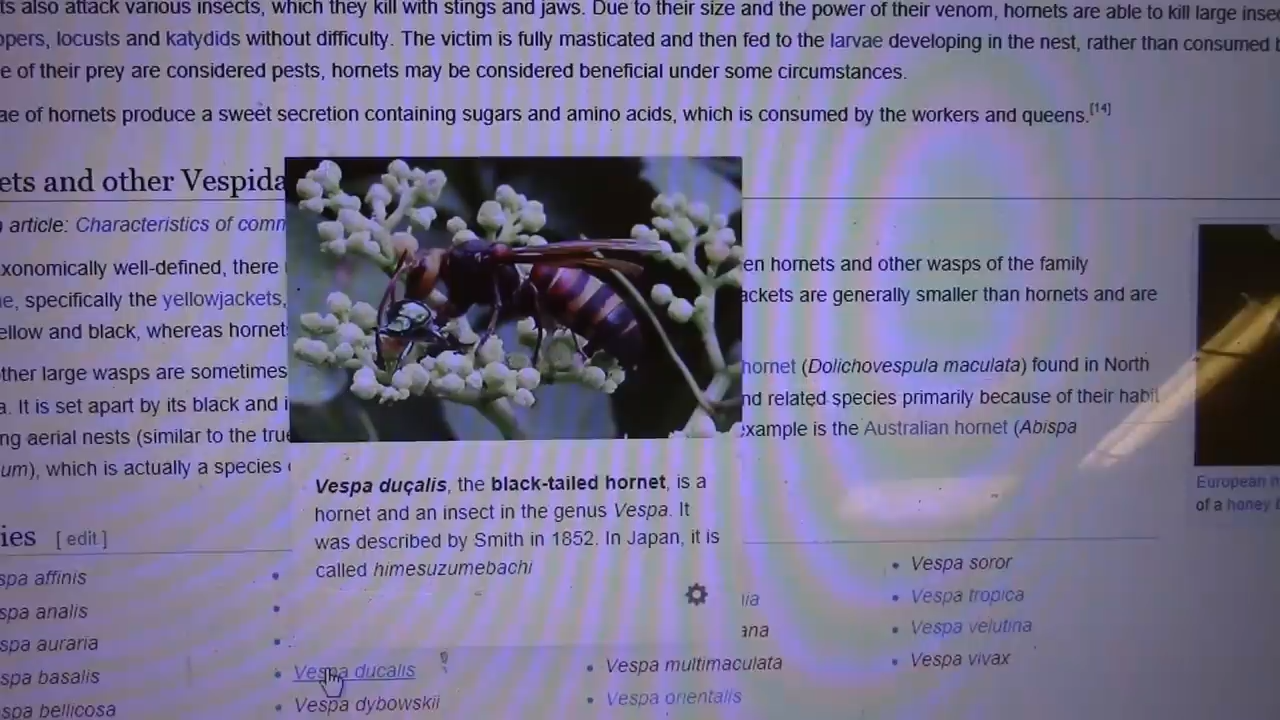 ts also attack various insects, which they kill with stings and jaws. Due to their size and the power of their venom, hornets are able to kill large inse
opers, locusts and katydids without difficulty. The victim is fully masticated and then fed to the larvae developing in the nest, rather than consumed
e of their prey are considered pests, hornets may be considered beneficial under some circumstances.
ae of hornets produce a sweet secretion containing sugars and amino acids, which is consumed by the workers and queens.[14]
ets and other Vespida
article: Characteristics of comm
xonomically well-defined, there
en hornets and other wasps of the family
e, specifically the yellowjackets,
ackets are generally smaller than hornets and are
ellow and black, whereas hornet
ther large wasps are sometimes
hornet (Dolichovespula maculata) found in North
a. It is set apart by its black and i
nd related species primarily because of their habit
ng aerial nests (similar to the true
example is the Australian hornet (Abispa
um), which is actually a species
Vespa ducalis, the black-tailed hornet, is a
hornet and an insect in the genus Vespa. It
was described by Smith in 1852. In Japan, it is
called himesuzumebachi
European
of a honey
ies [ edit ]
spa affinis
spa analis
spa auraria
spa basalis
spa bellicosa
Vespa ducalis
Vespa dybowskii
lia
ana
Vespa multimaculata
Vespa orientalis
Vespa soror
Vespa tropica
Vespa velutina
Vespa vivax